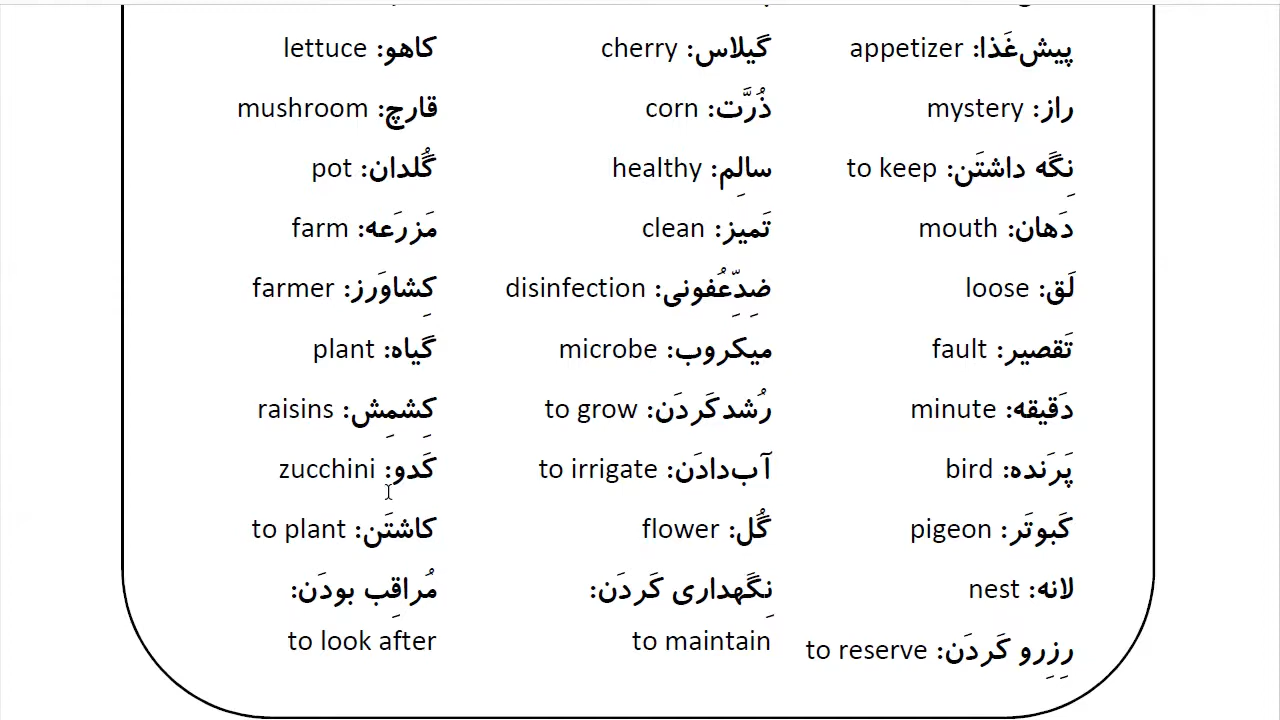 پیش‌غَذا: appetizer
راز: mystery
نِگَه داشتَن: to keep
دَهان: mouth
لَق: loose
تَقصیر: fault
دَقیقه: minute
پَرَنده: bird
کَبوتَر: pigeon
لانه: nest
رِزِرو کَردَن: to reserve
گیلاس: cherry
ذُرَّت: corn
سالِم: healthy
تَمیز: clean
ضِدِّعُفونی: disinfection
میکروب: microbe
رُشد کَردَن: to grow
آب‌دادَن: to irrigate
گُل: flower
نِگَهداری کَردَن:
to maintain
کاهو: lettuce
قارچ: mushroom
گُلدان: pot
مَزرَعه: farm
کِشاوَرز: farmer
گیاه: plant
کِشمِش: raisins
کَدو: zucchini
کاشتَن: to plant
مُراقِب بودَن:
to look after